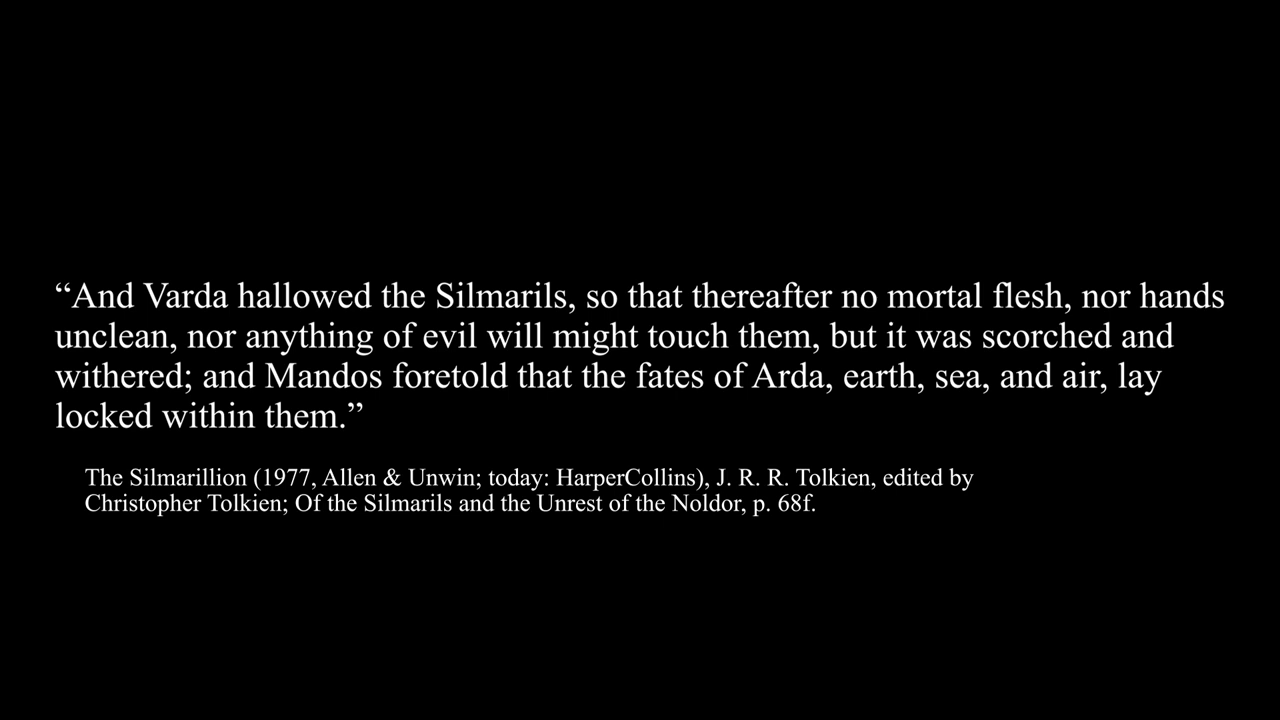 “And Varda hallowed the Silmarils, so that thereafter no mortal flesh, nor hands
unclean, nor anything of evil will might touch them, but it was scorched and
withered; and Mandos foretold that the fates of Arda, earth, sea, and air, lay
locked within them.”
The Silmarillion (1977, Allen & Unwin; today: HarperCollins), J. R. R. Tolkien, edited by
Christopher Tolkien; Of the Silmarils and the Unrest of the Noldor, p. 68f.